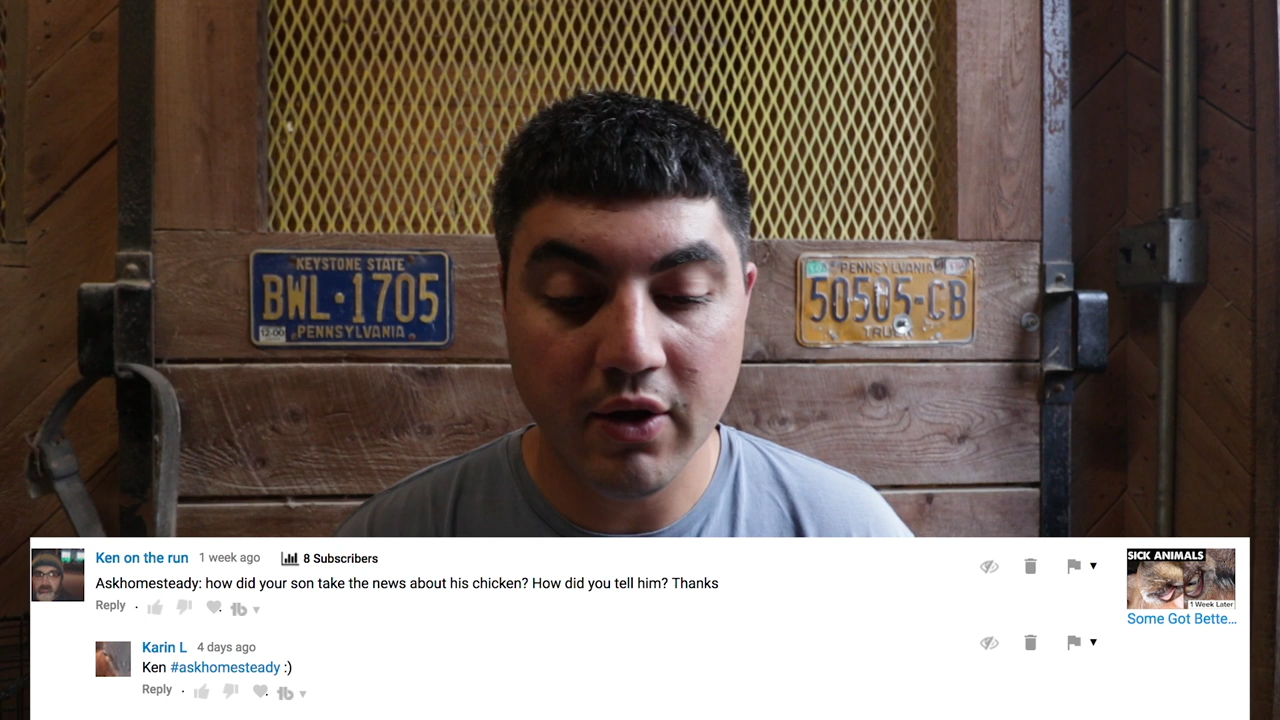 KEYSTONE STATE
BWL·1705
12-00
PENNSYLVANIA
PENNSYLVANIA
50505-CB
TRUCK
Ken on the run 1 week ago 8 Subscribers
Askhomesteady: how did your son take the news about his chicken? How did you tell him? Thanks
Reply
Karin L 4 days ago
Ken #askhomesteady :)
Reply
SICK ANIMALS
1 Week Later
Some Got Bette...